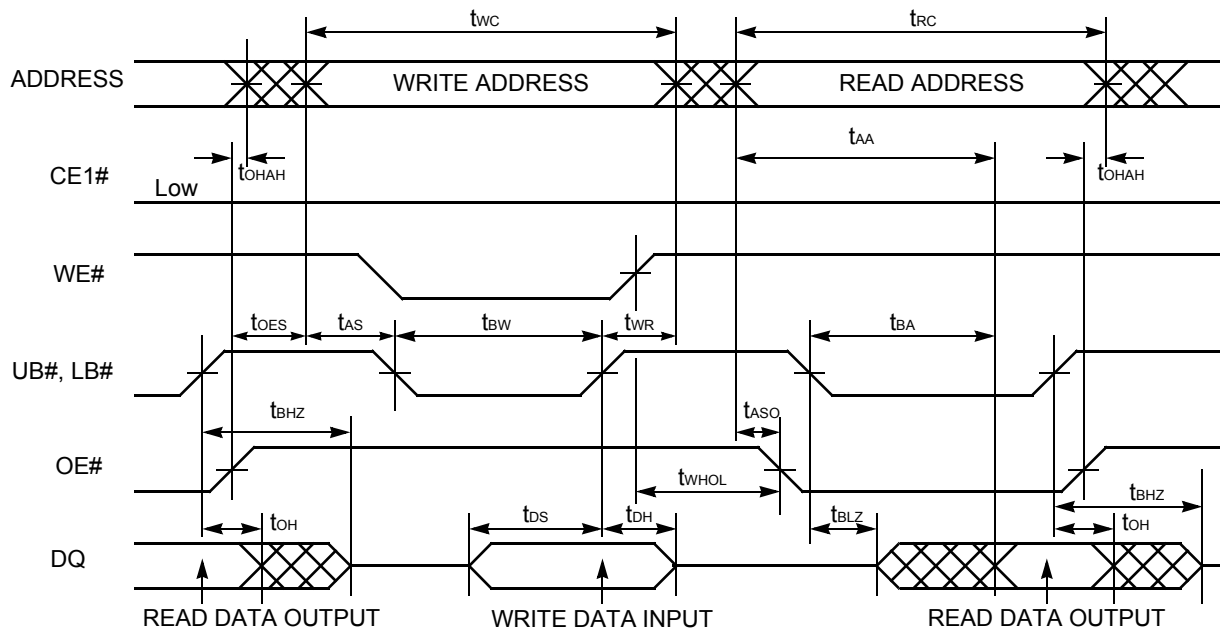 tWC
tRC
ADDRESS
WRITE ADDRESS
READ ADDRESS
tAA
tOHAH
tOHAH
CE1#
Low
WE#
tOES
tAS
tBW
tWR
tBA
UB#, LB#
tBHZ
tASO
OE#
tWHOL
tBHZ
tOH
tDS
tDH
tBLZ
tOH
DQ
READ DATA OUTPUT
WRITE DATA INPUT
READ DATA OUTPUT